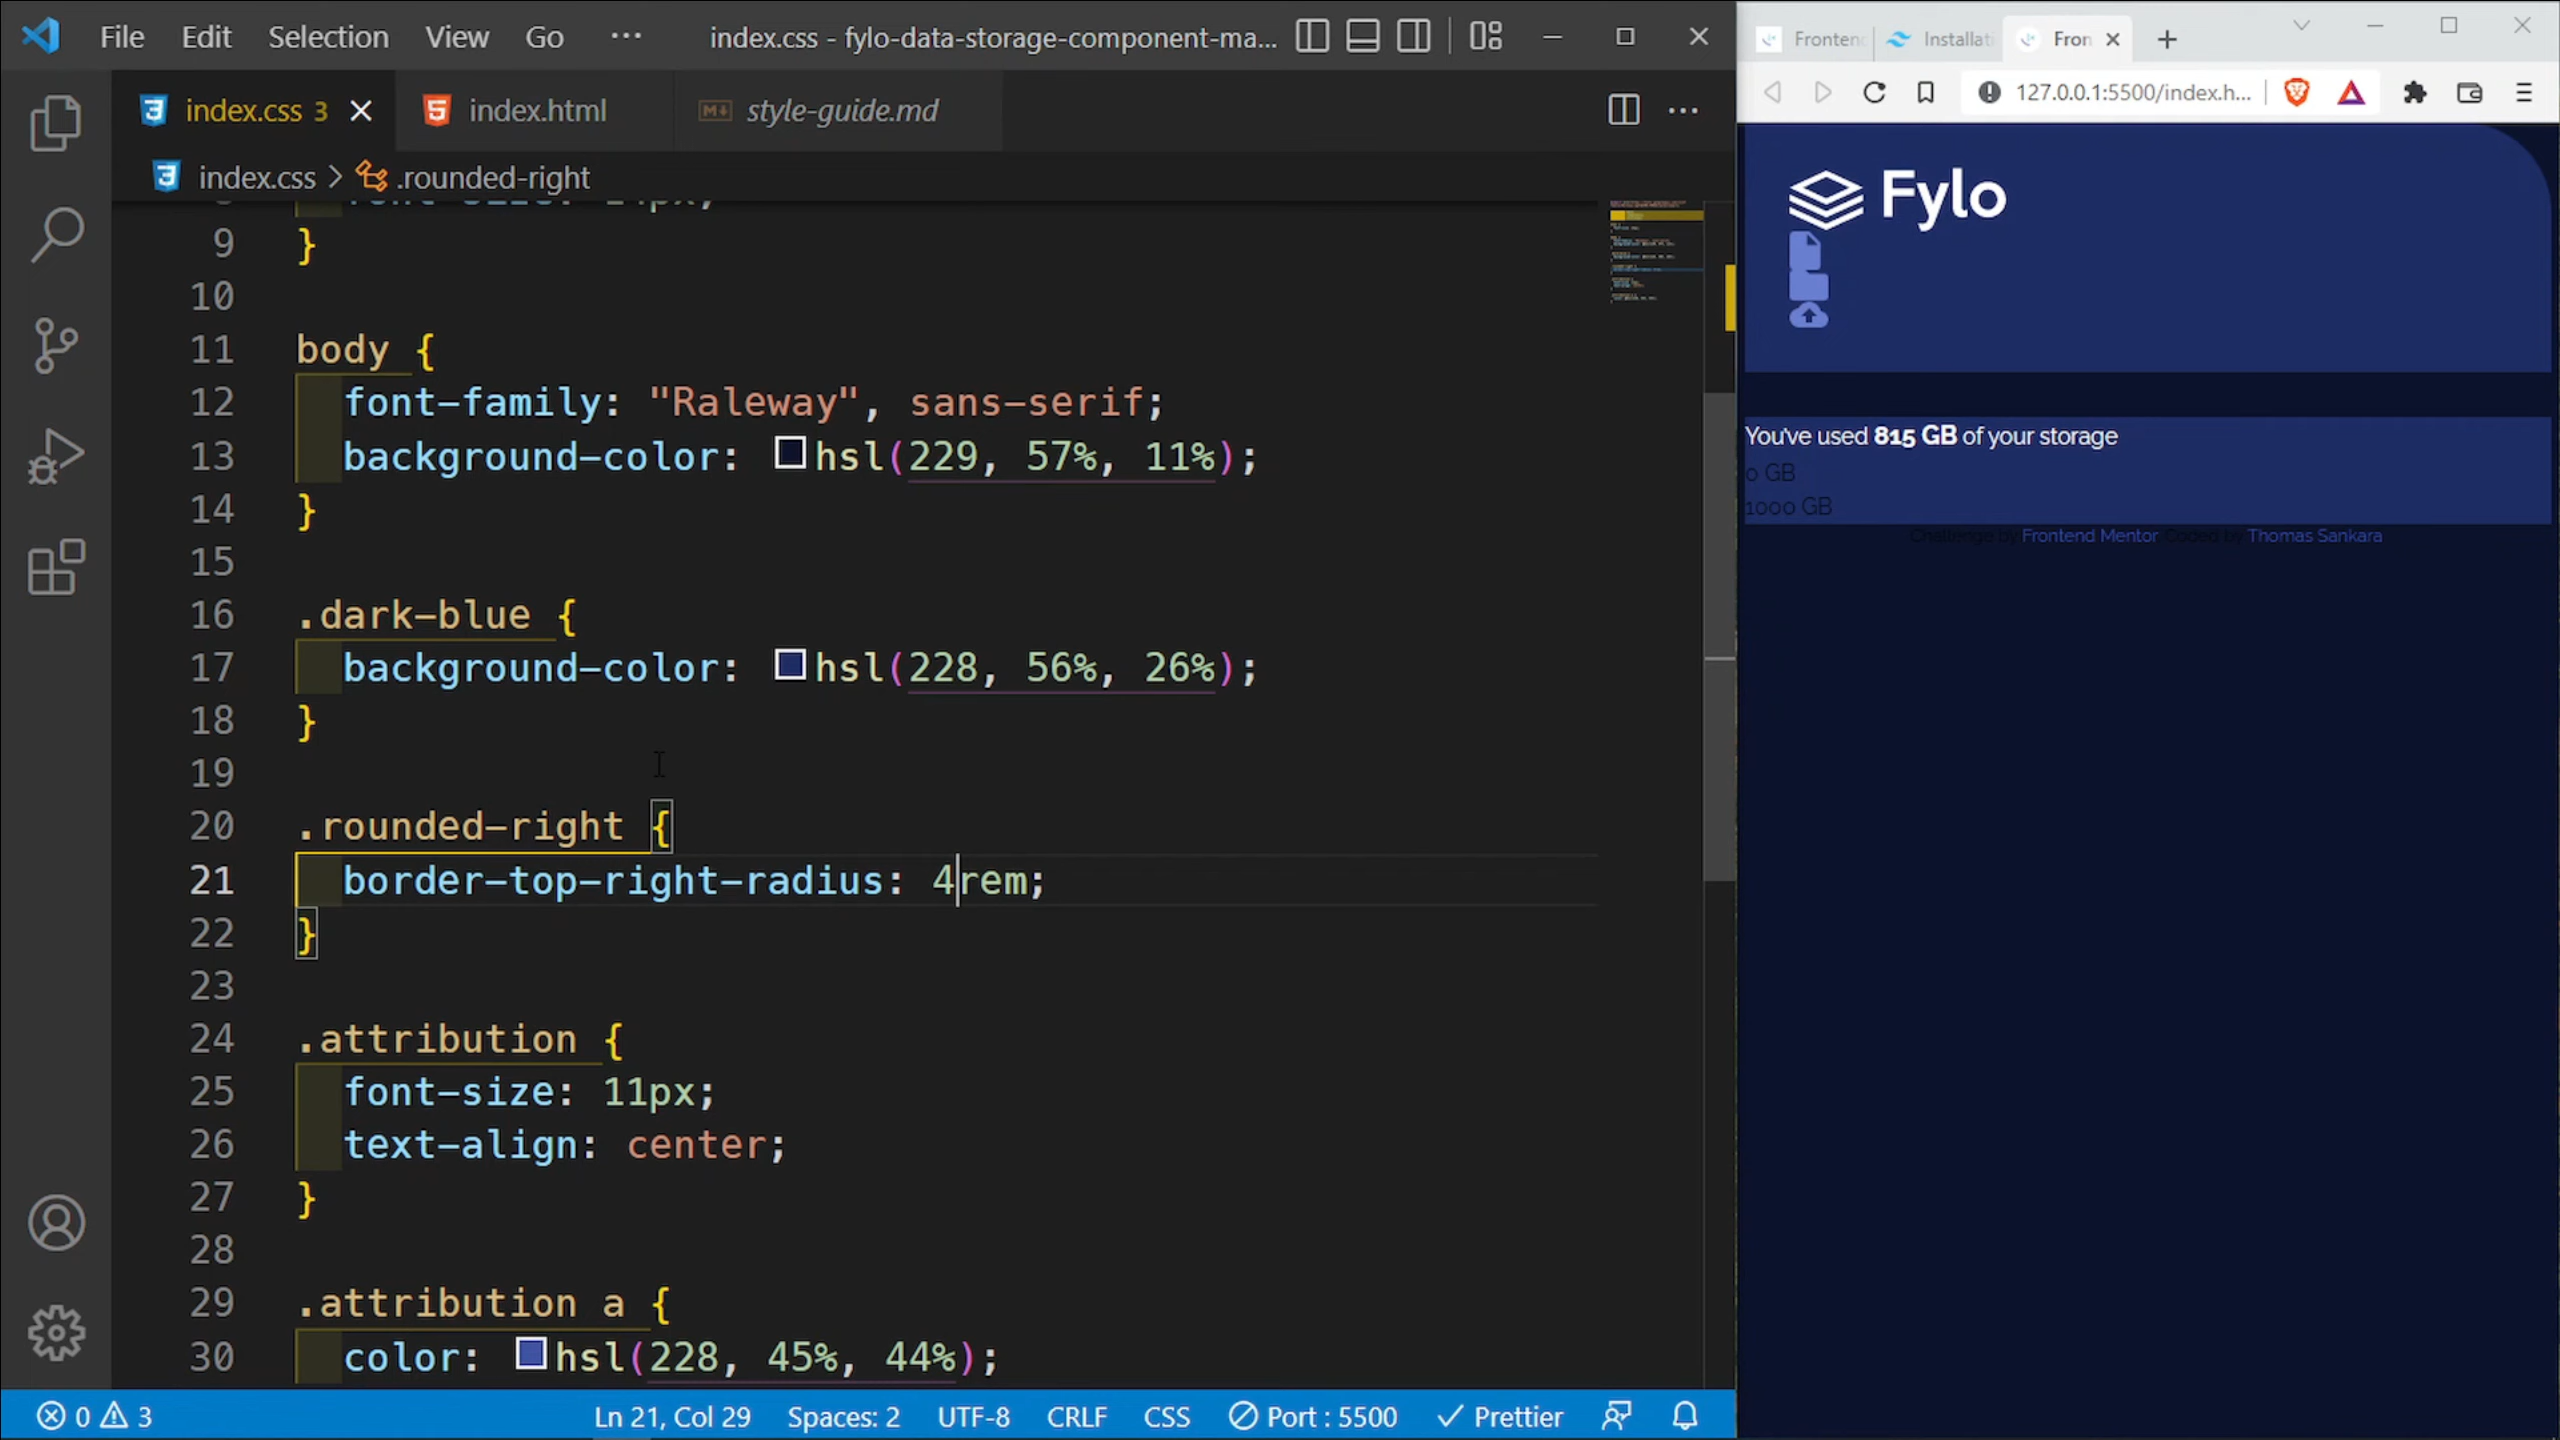 File Edit Selection View Go ··· index.css - fylo-data-storage-component-ma...
index.css 3 index.html style-guide.md
index.css > .rounded-right
9 }
10
11 body {
12 font-family: "Raleway", sans-serif;
13 background-color: hsl(229, 57%, 11%);
14 }
15
16 .dark-blue {
17 background-color: hsl(228, 56%, 26%);
18 }
19
20 .rounded-right {
21 border-top-right-radius: 4rem;
22 }
23
24 .attribution {
25 font-size: 11px;
26 text-align: center;
27 }
28
29 .attribution a {
30 color: hsl(228, 45%, 44%);
0 3 Ln 21, Col 29 Spaces: 2 UTF-8 CRLF CSS Port : 5500 Prettier
Frontend Installati Fron
127.0.0.1:5500/index.h...
Fylo
You've used 815 GB of your storage
0 GB
1000 GB
Challenge by Frontend Mentor. Coded by Thomas Sankara